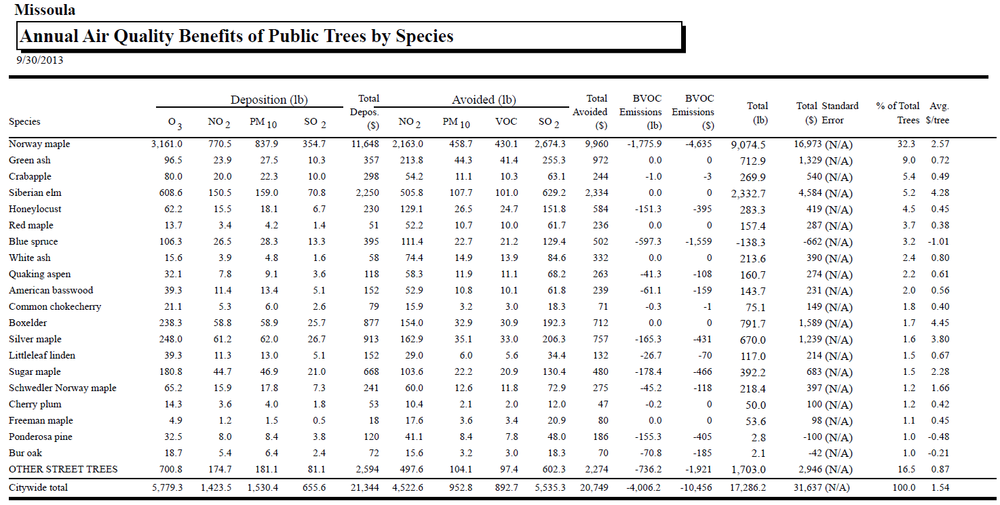 Missoula
Annual Air Quality Benefits of Public Trees by Species
9/30/2013
Deposition (lb) Total Depos. ($) Avoided (lb) Total Avoided ($) BVOC Emissions (lb) BVOC Emissions ($) Total (lb) Total ($) Standard Error % of Total Trees Avg. $/tree
Species O3 NO2 PM10 SO2 NO2 PM10 VOC SO2
Norway maple 3,161.0 770.5 837.9 354.7 11,648 2,163.0 458.7 430.1 2,674.3 9,960 -1,775.9 -4,635 9,074.5 16,973 (N/A) 32.3 2.57
Green ash 96.5 23.9 27.5 10.3 357 213.8 44.3 41.4 255.3 972 0.0 0 712.9 1,329 (N/A) 9.0 0.72
Crabapple 80.0 20.0 22.3 10.0 298 54.2 11.1 10.3 63.1 244 -1.0 -3 269.9 540 (N/A) 5.4 0.49
Siberian elm 608.6 150.5 159.0 70.8 2,250 505.8 107.7 101.0 629.2 2,334 0.0 0 2,332.7 4,584 (N/A) 5.2 4.28
Honeylocust 62.2 15.5 18.1 6.7 230 129.1 26.5 24.7 151.8 584 -151.3 -395 283.3 419 (N/A) 4.5 0.45
Red maple 13.7 3.4 4.2 1.4 51 52.2 10.7 10.0 61.7 236 0.0 0 157.4 287 (N/A) 3.7 0.38
Blue spruce 106.3 26.5 28.3 13.3 395 111.4 22.7 21.2 129.4 502 -597.3 -1,559 -138.3 -662 (N/A) 3.2 -1.01
White ash 15.6 3.9 4.8 1.6 58 74.4 14.9 13.9 84.6 332 0.0 0 213.6 390 (N/A) 2.4 0.80
Quaking aspen 32.1 7.8 9.1 3.6 118 58.3 11.9 11.1 68.2 263 -41.3 -108 160.7 274 (N/A) 2.2 0.61
American basswood 39.3 11.4 13.4 5.1 152 52.9 10.8 10.1 61.8 239 -61.1 -159 143.7 231 (N/A) 2.0 0.56
Common chokecherry 21.1 5.3 6.0 2.6 79 15.9 3.2 3.0 18.3 71 -0.3 -1 75.1 149 (N/A) 1.8 0.40
Boxelder 238.3 58.8 58.9 25.7 877 154.0 32.9 30.9 192.3 712 0.0 0 791.7 1,589 (N/A) 1.7 4.45
Silver maple 248.0 61.2 62.0 26.7 913 162.9 35.1 33.0 206.3 757 -165.3 -431 670.0 1,239 (N/A) 1.6 3.80
Littleleaf linden 39.3 11.3 13.0 5.1 152 29.0 6.0 5.6 34.4 132 -26.7 -70 117.0 214 (N/A) 1.5 0.67
Sugar maple 180.8 44.7 46.9 21.0 668 103.6 22.2 20.9 130.4 480 -178.4 -466 392.2 683 (N/A) 1.5 2.28
Schwedler Norway maple 65.2 15.9 17.8 7.3 241 60.0 12.6 11.8 72.9 275 -45.2 -118 218.4 397 (N/A) 1.2 1.66
Cherry plum 14.3 3.6 4.0 1.8 53 10.4 2.1 2.0 12.0 47 -0.2 0 50.0 100 (N/A) 1.2 0.42
Freeman maple 4.9 1.2 1.5 0.5 18 17.6 3.6 3.4 20.9 80 0.0 0 53.6 98 (N/A) 1.1 0.45
Ponderosa pine 32.5 8.0 8.4 3.8 120 41.1 8.4 7.8 48.0 186 -155.3 -405 2.8 -100 (N/A) 1.0 -0.48
Bur oak 18.7 5.4 6.4 2.4 72 15.6 3.2 3.0 18.3 70 -70.8 -185 2.1 -42 (N/A) 1.0 -0.21
OTHER STREET TREES 700.8 174.7 181.1 81.1 2,594 497.6 104.1 97.4 602.3 2,274 -736.2 -1,921 1,703.0 2,946 (N/A) 16.5 0.87
Citywide total 5,779.3 1,423.5 1,530.4 655.6 21,344 4,522.6 952.8 892.7 5,535.3 20,749 -4,006.2 -10,456 17,286.2 31,637 (N/A) 100.0 1.54